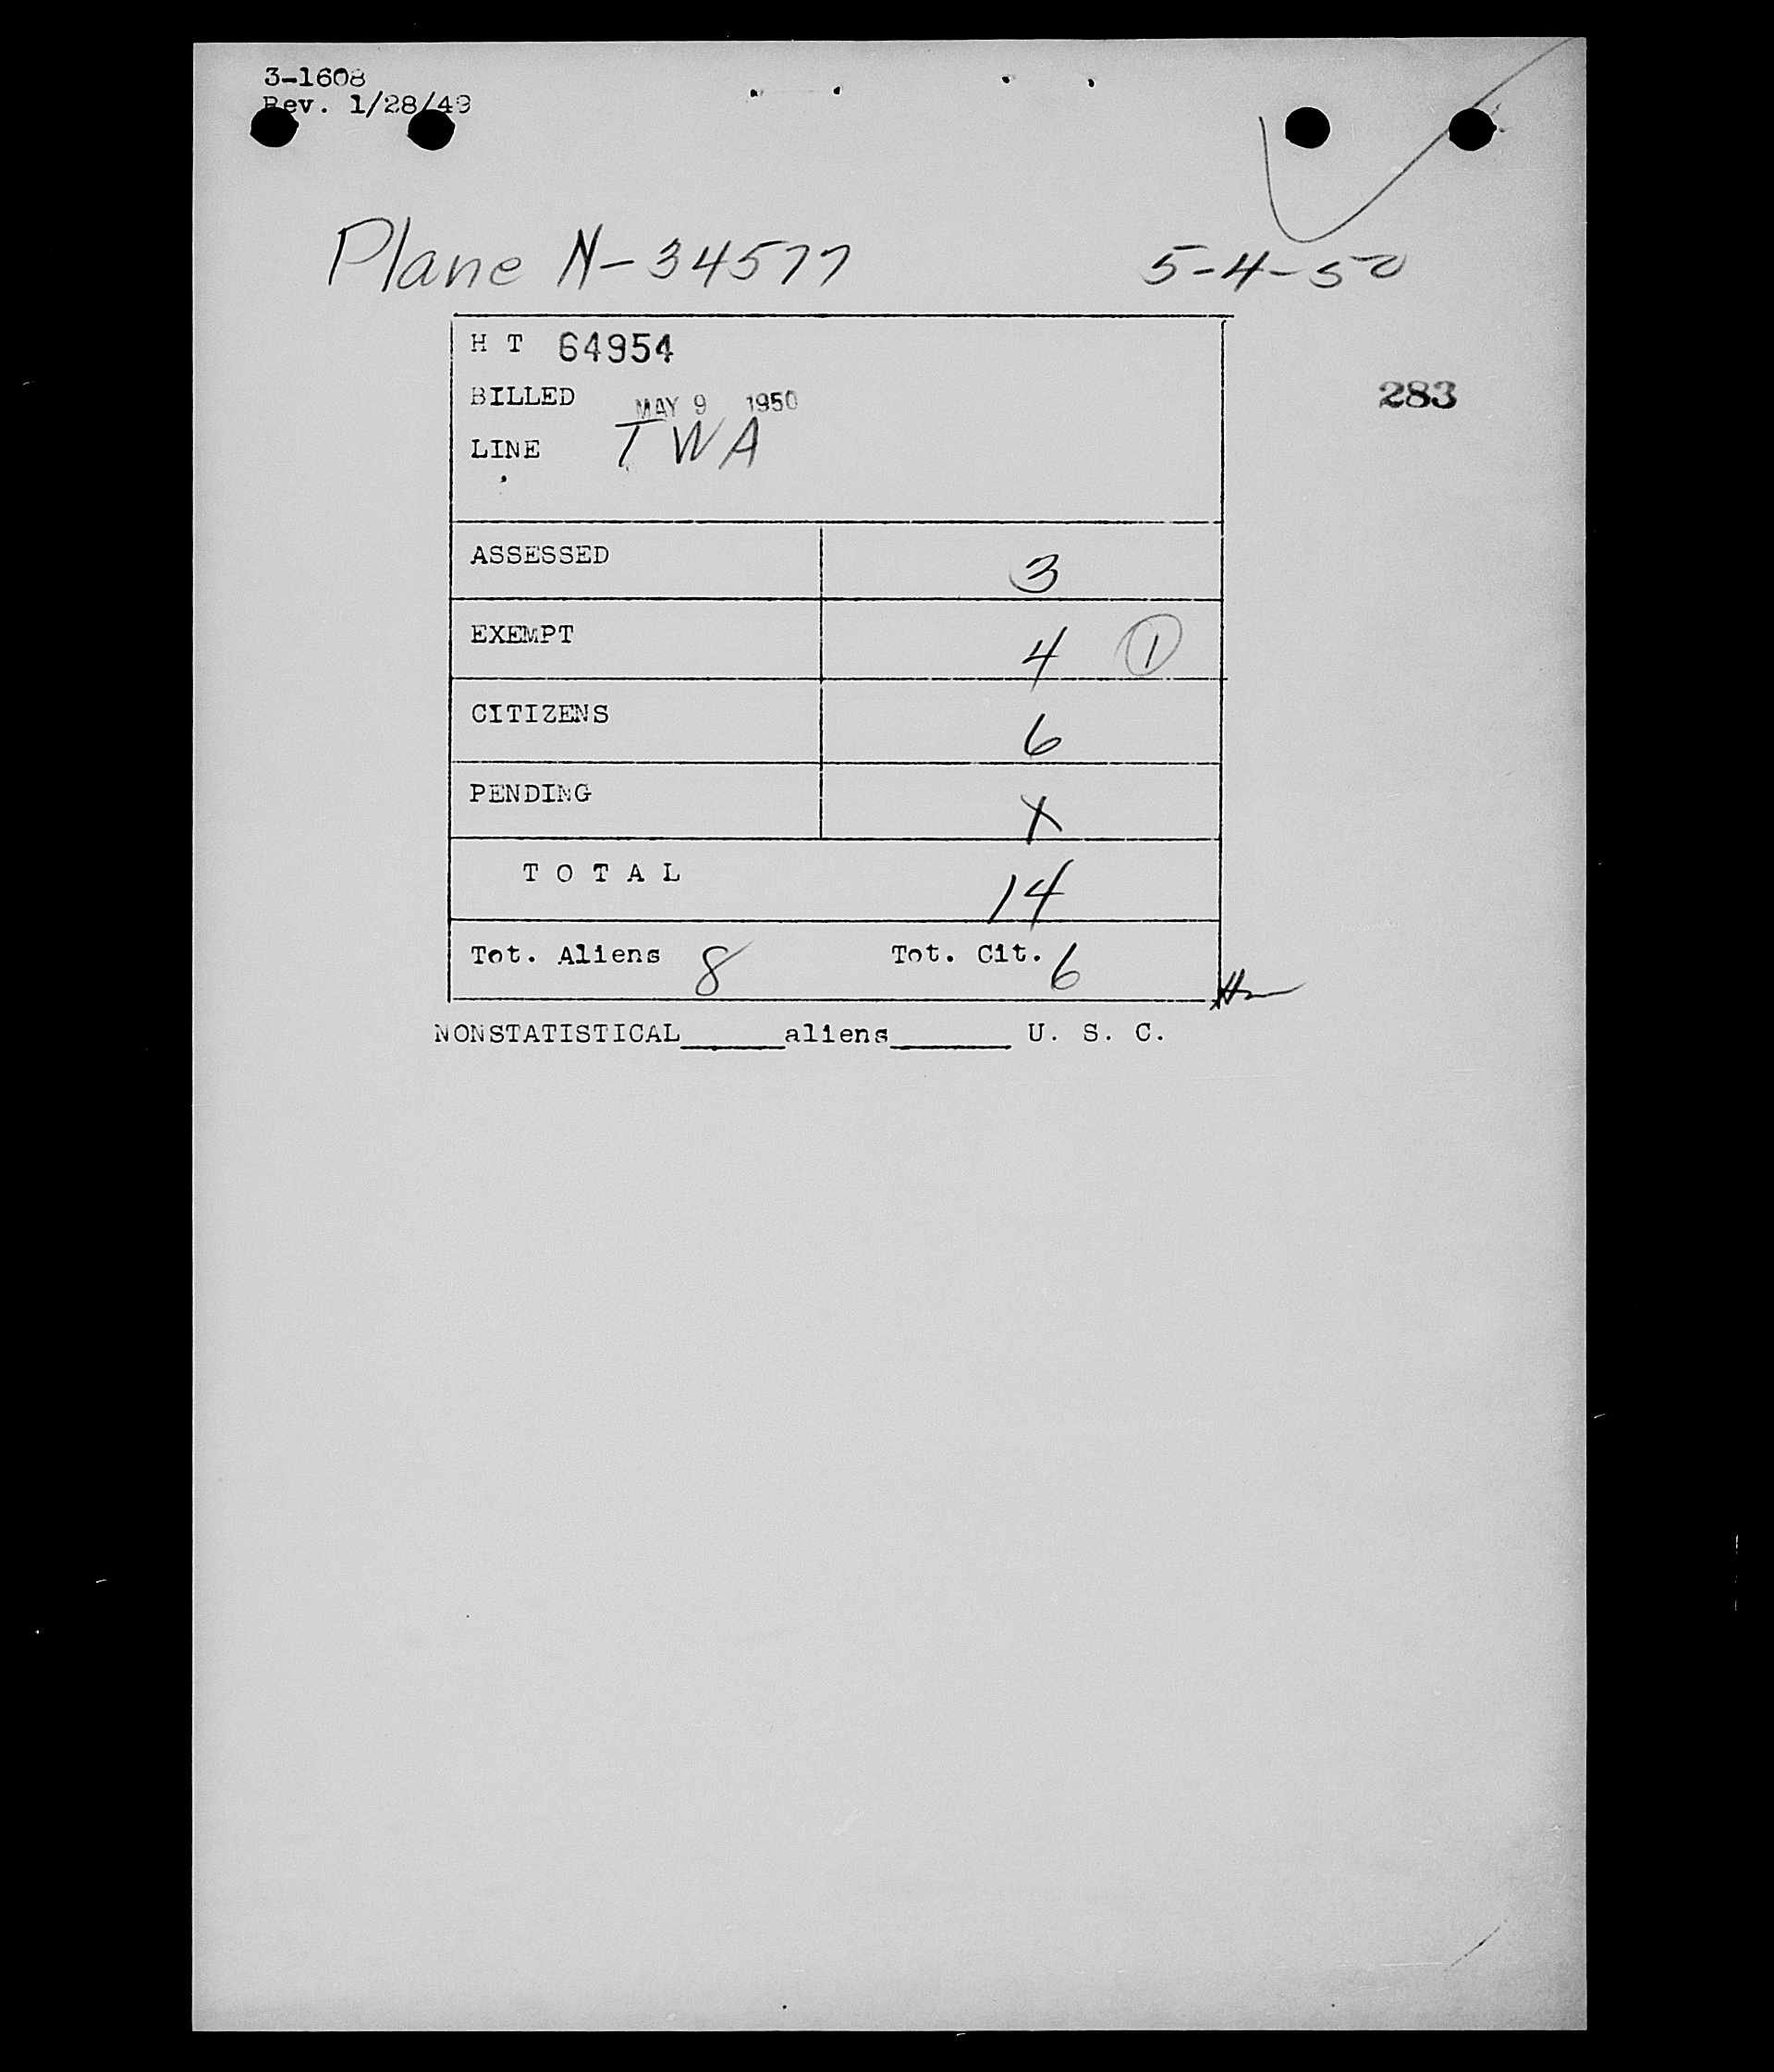 3-1608
Rev. 1/28/49
Plane N-34577
5-4-50
H T 64954
283
BILLED MAY 9 1950
LINE TWA
ASSESSED 3
EXEMPT 4 1
CITIZENS 6
PENDING X
T O T A L 14
Tot. Aliens 8 Tot. Cit. 6
NONSTATISTICAL______aliens_______ U. S. C.